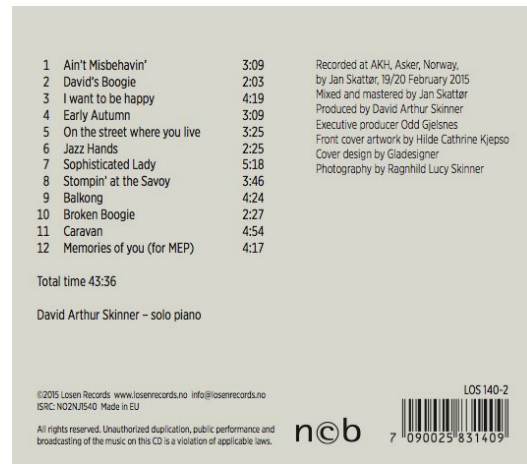 1 Ain't Misbehavin' 3:09
2 David's Boogie 2:03
3 I want to be happy 4:19
4 Early Autumn 3:09
5 On the street where you live 3:25
6 Jazz Hands 2:25
7 Sophisticated Lady 5:18
8 Stompin' at the Savoy 3:46
9 Balkong 4:24
10 Broken Boogie 2:27
11 Caravan 4:54
12 Memories of you (for MEP) 4:17
Total time 43:36
David Arthur Skinner – solo piano
Recorded at AKH, Asker, Norway,
by Jan Skattør, 19/20 February 2015
Mixed and mastered by Jan Skattør
Produced by David Arthur Skinner
Executive producer Odd Gjelsnes
Front cover artwork by Hilde Cathrine Kjepso
Cover design by Gladesigner
Photography by Ragnhild Lucy Skinner
©2015 Losen Records www.losenrecords.no info@losenrecords.no
ISRC: NO2NJ1540 Made in EU
All rights reserved. Unauthorized duplication, public performance and
broadcasting of the music on this CD is a violation of applicable laws.
n©b
LOS 140-2
7 090025 831409